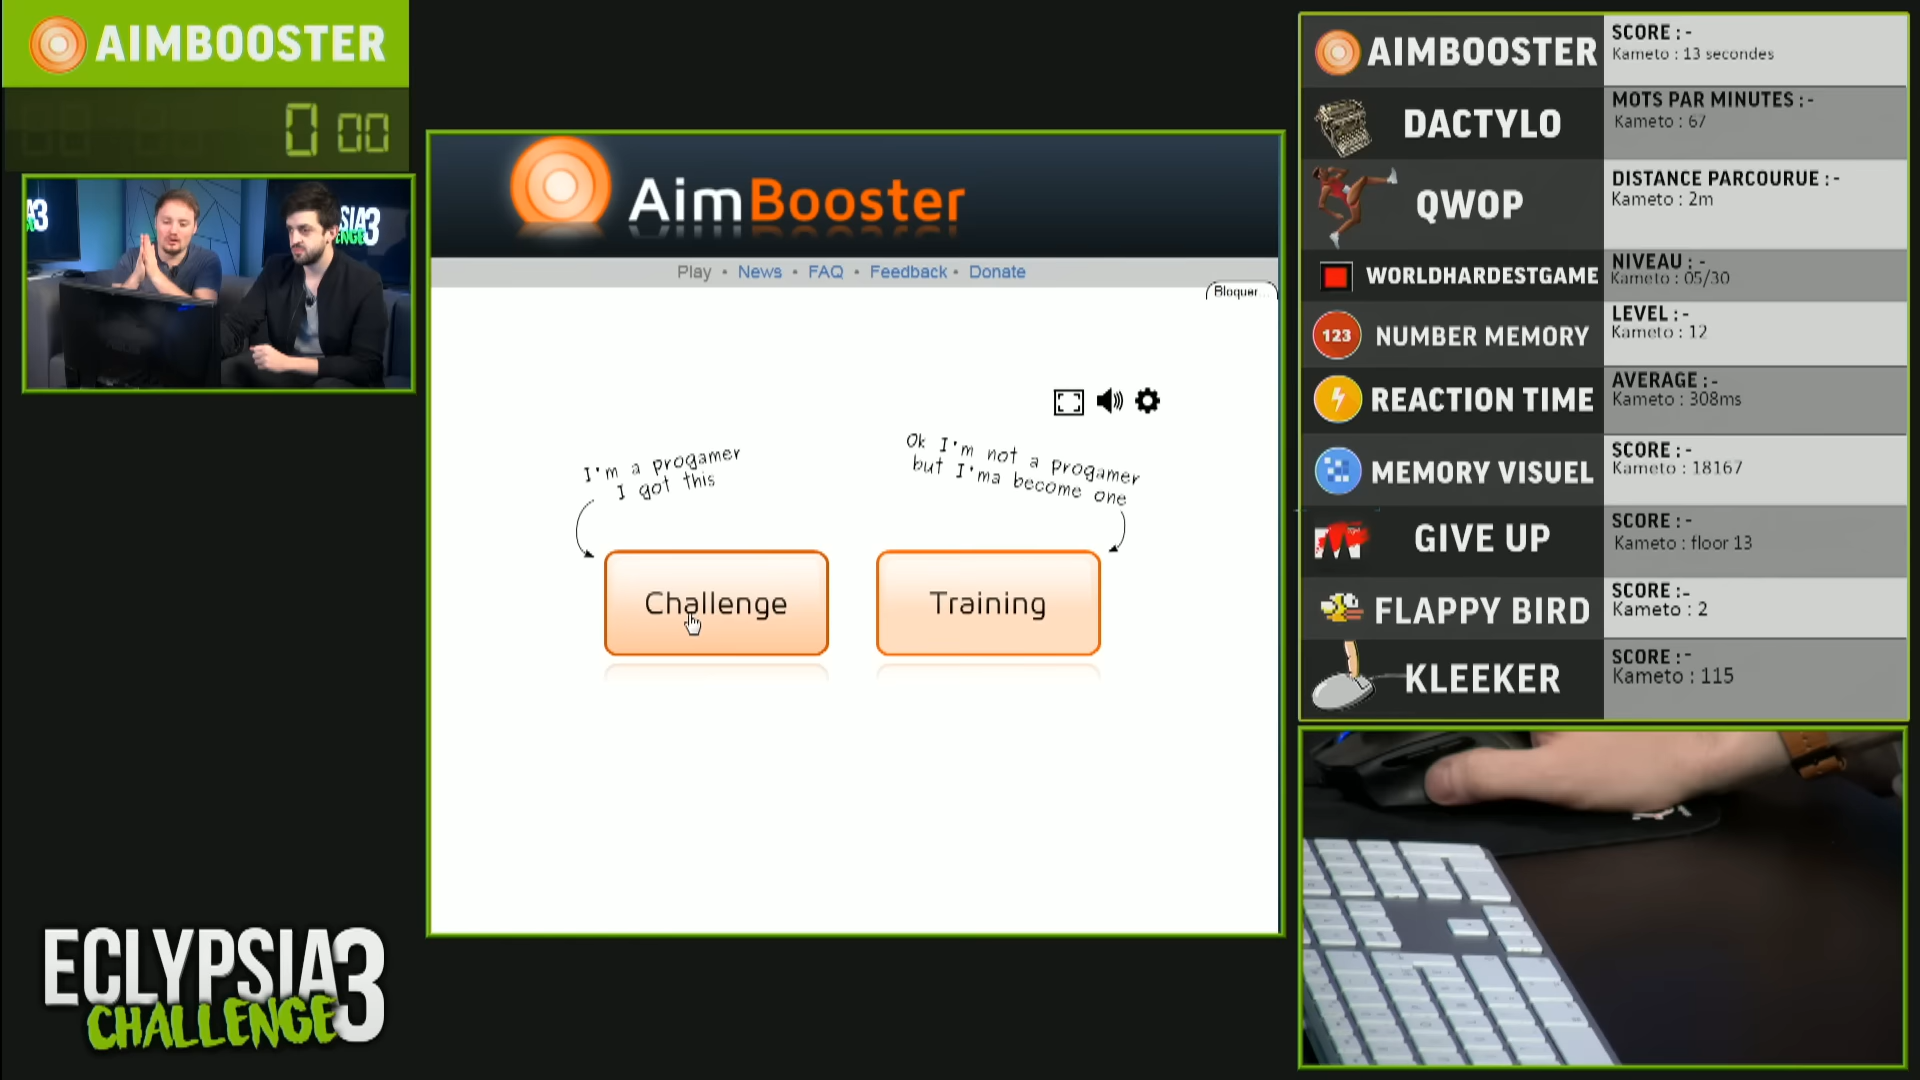 AIMBOOSTER
0 00
AimBooster
Play • News • FAQ • Feedback • Donate
Bloquer...
I'm a progamer
I got this
Ok I'm not a progamer
but I'ma become one
Challenge
Training
AIMBOOSTER
SCORE : -
Kameto : 13 secondes
DACTYLO
MOTS PAR MINUTES : -
Kameto : 67
QWOP
DISTANCE PARCOURUE : -
Kameto : 2m
WORLDHARDESTGAME
NIVEAU : -
Kameto : 05/30
123
NUMBER MEMORY
LEVEL : -
Kameto : 12
REACTION TIME
AVERAGE : -
Kameto : 308ms
MEMORY VISUEL
SCORE : -
Kameto : 18167
GIVE UP
SCORE : -
Kameto : floor 13
FLAPPY BIRD
SCORE : -
Kameto : 2
KLEEKER
SCORE : -
Kameto : 115
ECLYPSIA 3
CHALLENGE